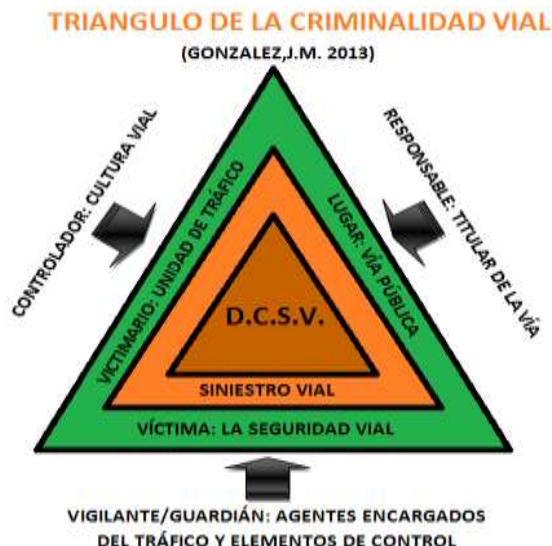 TRIANGULO DE LA CRIMINALIDAD VIAL
(GONZALEZ,J.M. 2013)
CONTROLADOR: CULTURA VIAL
RESPONSABLE: TITULAR DE LA VÍA
VICTIMARIO: UNIDAD DE TRÁFICO
LUGAR: VÍA PÚBLICA
D.C.S.V.
SINIESTRO VIAL
VÍCTIMA: LA SEGURIDAD VIAL
VIGILANTE/GUARDIÁN: AGENTES ENCARGADOS
DEL TRÁFICO Y ELEMENTOS DE CONTROL